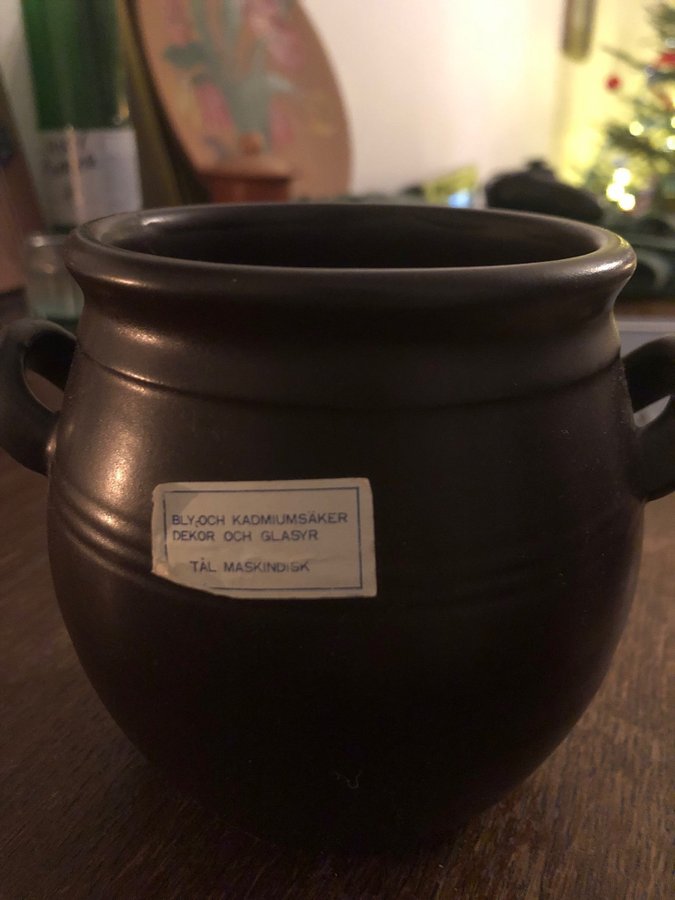 BLY-OCH KADMIUMSÄKER
DEKOR OCH GLASYR
TÅL MASKINDISK